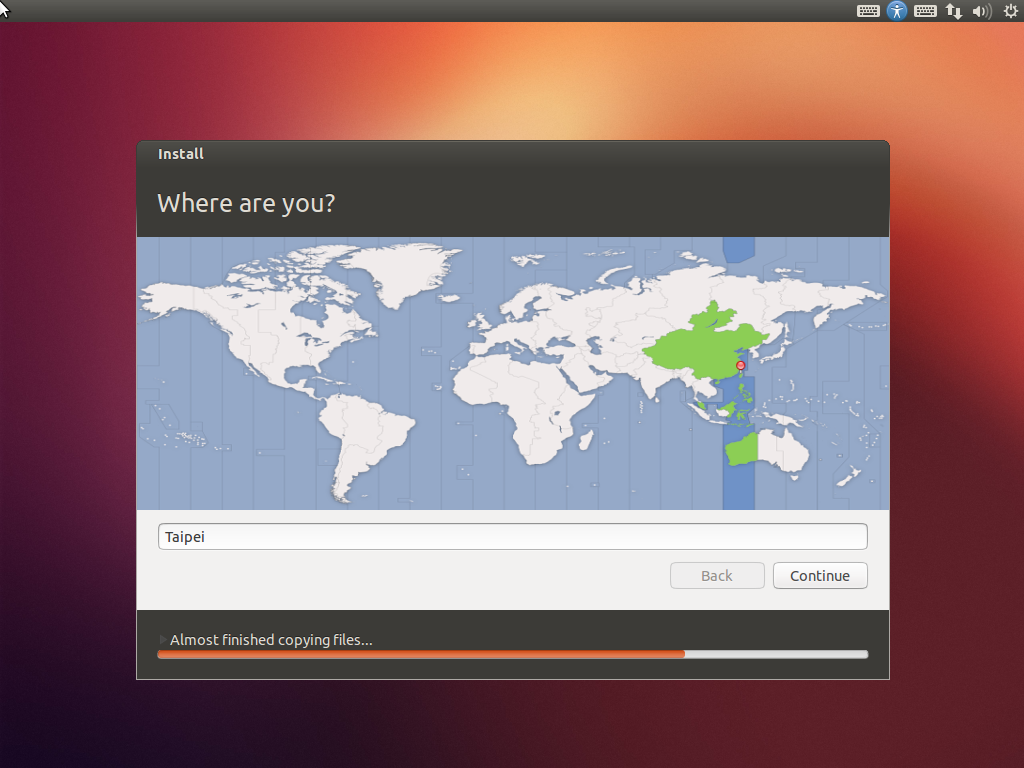 Install
Where are you?
Taipei
Back
Continue
Almost finished copying files...